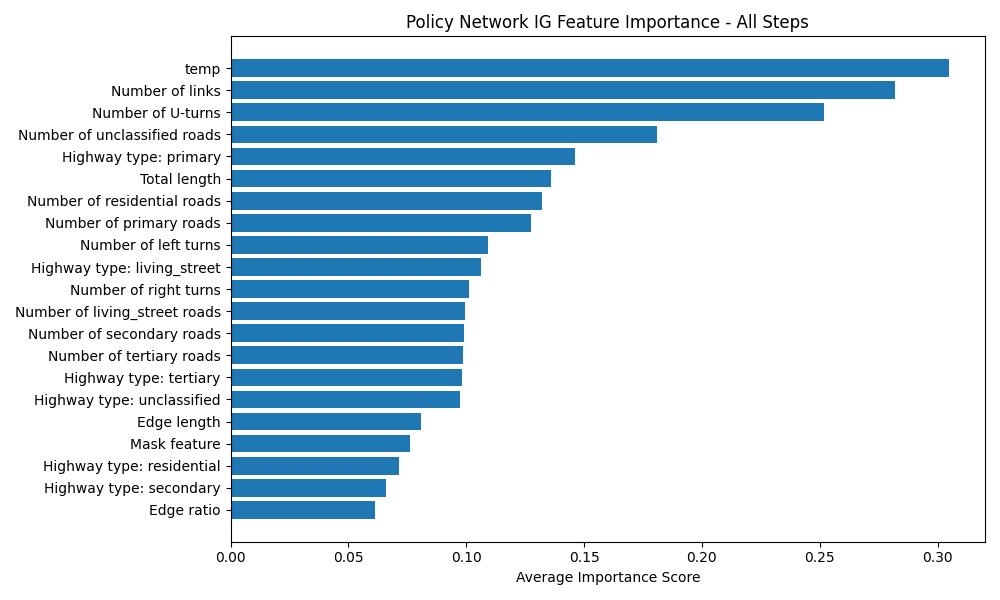 Policy Network IG Feature Importance - All Steps
temp
Number of links
Number of U-turns
Number of unclassified roads
Highway type: primary
Total length
Number of residential roads
Number of primary roads
Number of left turns
Highway type: living_street
Number of right turns
Number of living_street roads
Number of secondary roads
Number of tertiary roads
Highway type: tertiary
Highway type: unclassified
Edge length
Mask feature
Highway type: residential
Highway type: secondary
Edge ratio
0.00 0.05 0.10 0.15 0.20 0.25 0.30
Average Importance Score